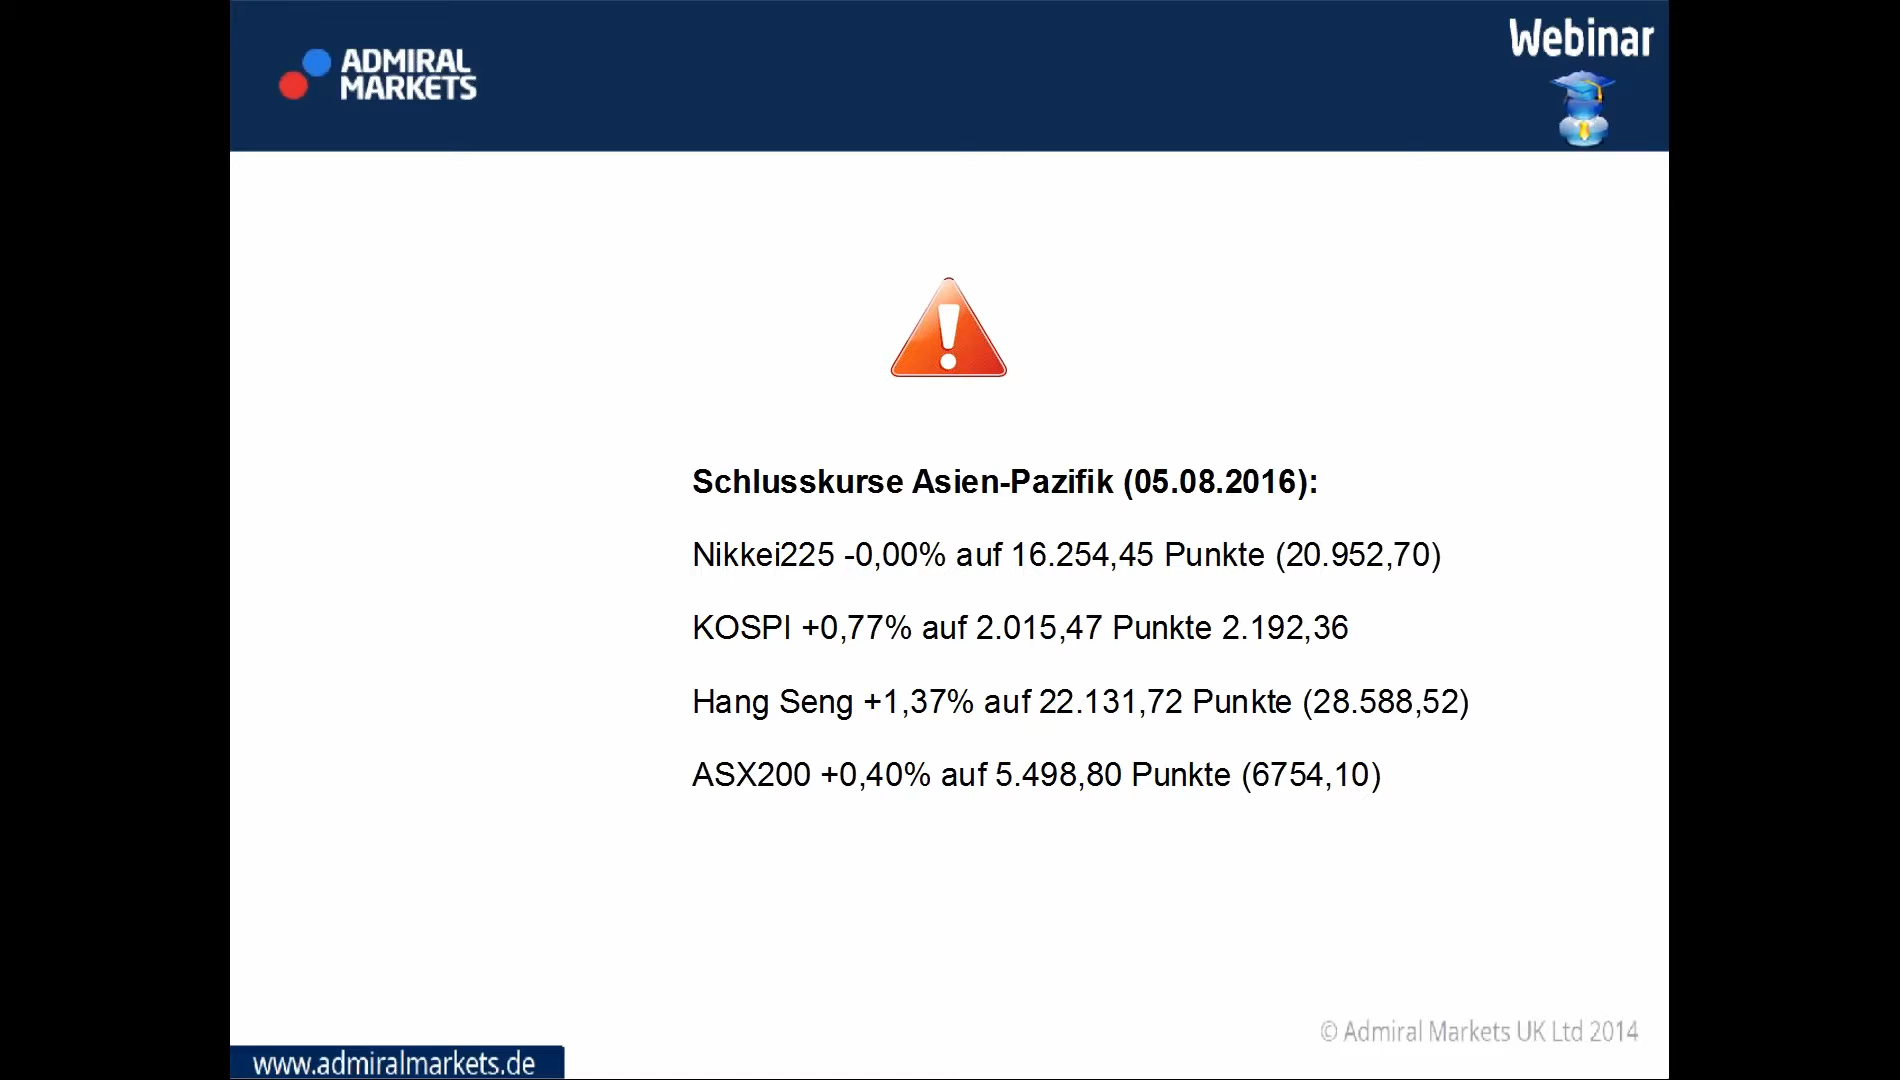 ADMIRAL
MARKETS
Webinar
Schlusskurse Asien-Pazifik (05.08.2016):
Nikkei225 -0,00% auf 16.254,45 Punkte (20.952,70)
KOSPI +0,77% auf 2.015,47 Punkte 2.192,36
Hang Seng +1,37% auf 22.131,72 Punkte (28.588,52)
ASX200 +0,40% auf 5.498,80 Punkte (6754,10)
© Admiral Markets UK Ltd 2014
www.admiralmarkets.de